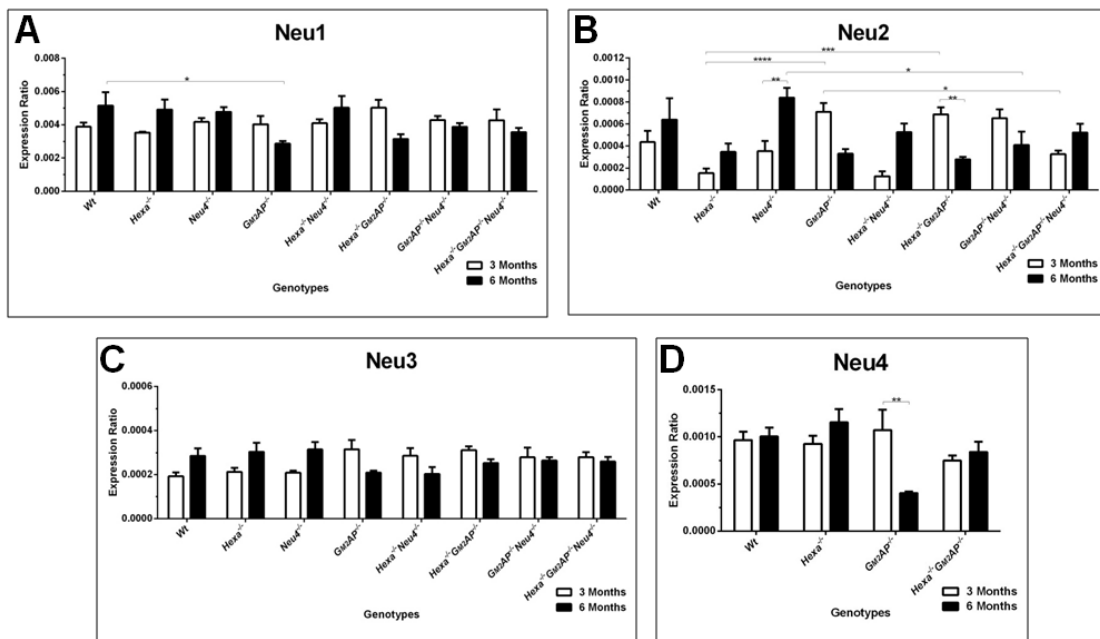 A
Neu1
*
Expression Ratio
0.008
0.006
0.004
0.002
0.000
Wt
Hexa-/-
Neu4-/-
GM2AP-/-
Hexa-/-Neu4-/-
Hexa-/-GM2AP-/-
GM2AP-/-Neu4-/-
Hexa-/-GM2AP-/-Neu4-/-
3 Months
6 Months
Genotypes
B
Neu2
***
****
*
**
*
**
Expression Ratio
0.0012
0.0010
0.0008
0.0006
0.0004
0.0002
0.0000
Wt
Hexa-/-
Neu4-/-
GM2AP-/-
Hexa-/-Neu4-/-
Hexa-/-GM2AP-/-
GM2AP-/-Neu4-/-
Hexa-/-GM2AP-/-Neu4-/-
3 Months
6 Months
Genotypes
C
Neu3
Expression Ratio
0.0006
0.0004
0.0002
0.0000
Wt
Hexa-/-
Neu4-/-
GM2AP-/-
Hexa-/-Neu4-/-
Hexa-/-GM2AP-/-
GM2AP-/-Neu4-/-
Hexa-/-GM2AP-/-Neu4-/-
3 Months
6 Months
Genotypes
D
Neu4
**
Expression Ratio
0.0015
0.0010
0.0005
0.0000
Wt
Hexa-/-
GM2AP-/-
Hexa-/-GM2AP-/-
3 Months
6 Months
Genotypes